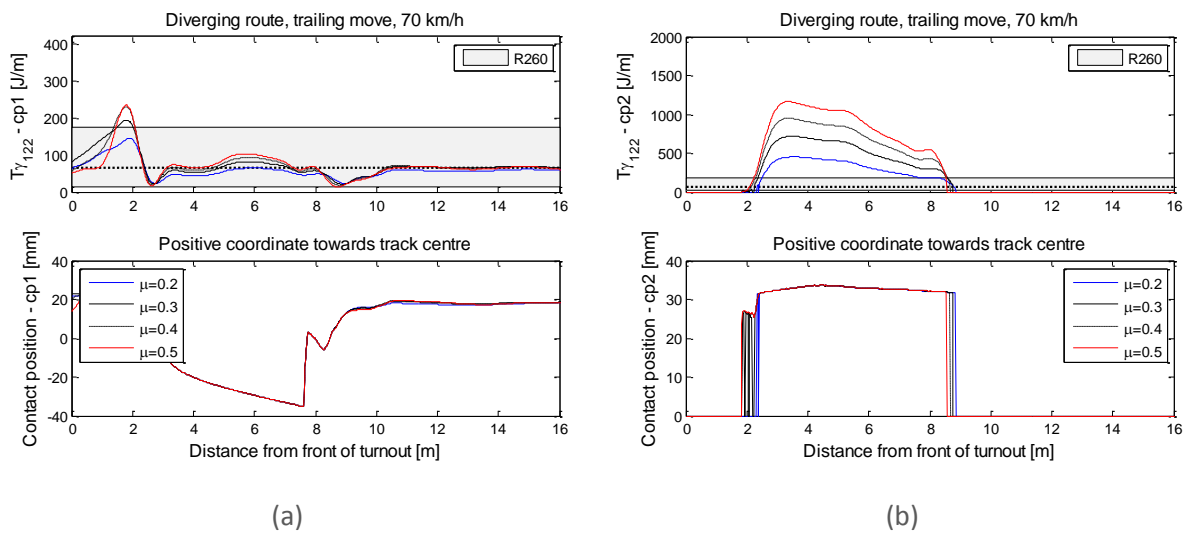 Diverging route, trailing move, 70 km/h
Tγ122 - cp1 [J/m]
400
300
200
100
0
R260
0 2 4 6 8 10 12 14 16
Positive coordinate towards track centre
Contact position - cp1 [mm]
40
20
0
-20
-40
μ=0.2
μ=0.3
μ=0.4
μ=0.5
0 2 4 6 8 10 12 14 16
Distance from front of turnout [m]
(a)
Diverging route, trailing move, 70 km/h
Tγ122 - cp2 [J/m]
2000
1500
1000
500
0
R260
0 2 4 6 8 10 12 14 16
Positive coordinate towards track centre
Contact position - cp2 [mm]
40
30
20
10
0
μ=0.2
μ=0.3
μ=0.4
μ=0.5
0 2 4 6 8 10 12 14 16
Distance from front of turnout [m]
(b)